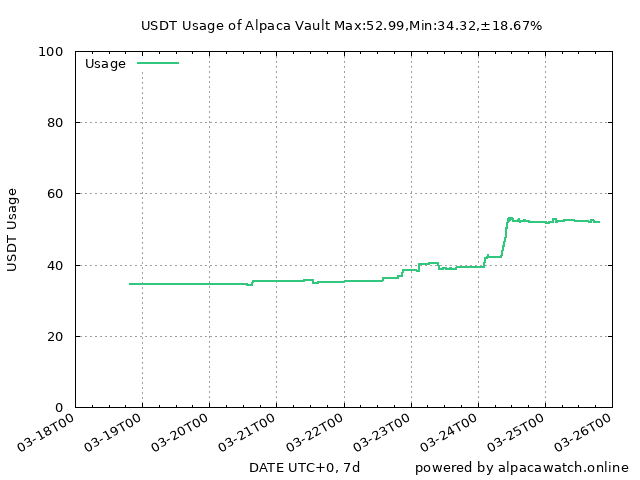 USDT Usage of Alpaca Vault Max:52.99,Min:34.32,±18.67%
Usage
USDT Usage
100
80
60
40
20
0
03-18T00
03-19T00
03-20T00
03-21T00
03-22T00
03-23T00
03-24T00
03-25T00
03-26T00
DATE UTC+0, 7d
powered by alpacawatch.online